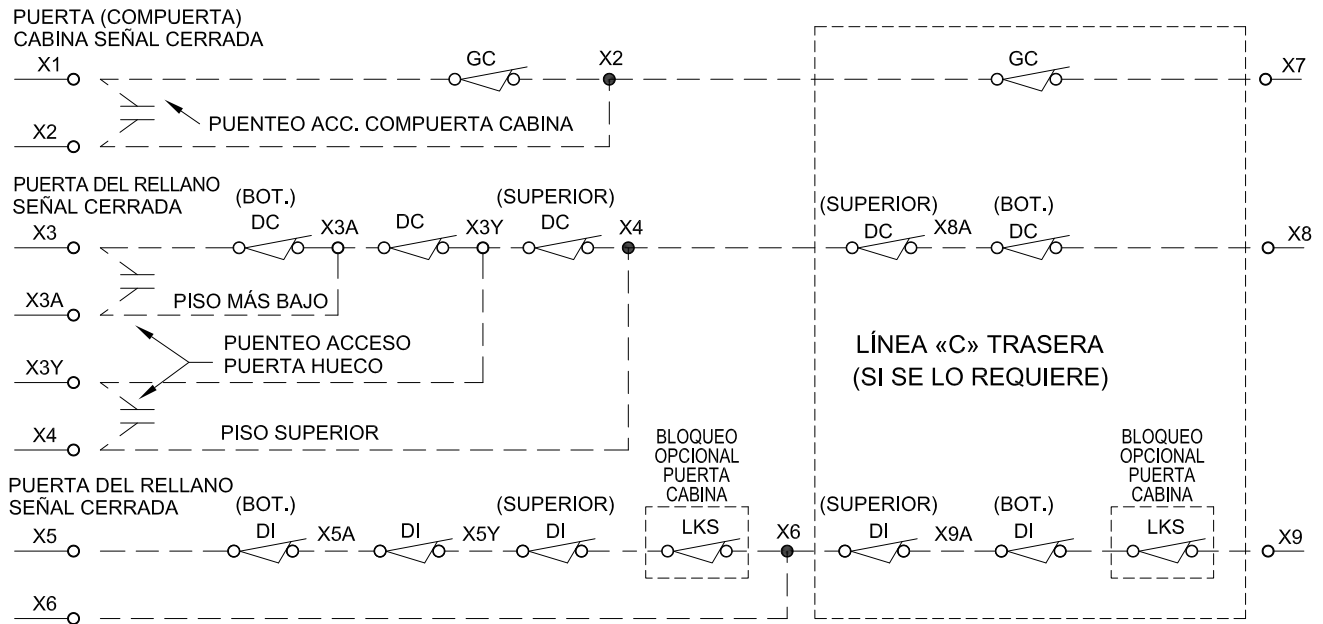 PUERTA (COMPUERTA)
CABINA SEÑAL CERRADA
X1
GC
X2
GC
X7
PUENTEO ACC. COMPUERTA CABINA
X2
PUERTA DEL RELLANO
SEÑAL CERRADA
(BOT.)
(SUPERIOR)
(SUPERIOR)
(BOT.)
X3
DC
X3A
DC
X3Y
DC
X4
DC
X8A
DC
X8
X3A
PISO MÁS BAJO
PUENTEO ACCESO
PUERTA HUECO
LÍNEA «C» TRASERA
(SI SE LO REQUIERE)
X3Y
X4
PISO SUPERIOR
BLOQUEO
OPCIONAL
PUERTA
CABINA
BLOQUEO
OPCIONAL
PUERTA
CABINA
PUERTA DEL RELLANO
SEÑAL CERRADA
(BOT.)
(SUPERIOR)
(SUPERIOR)
(BOT.)
X5
DI
X5A
DI
X5Y
DI
LKS
X6
DI
X9A
DI
LKS
X9
X6